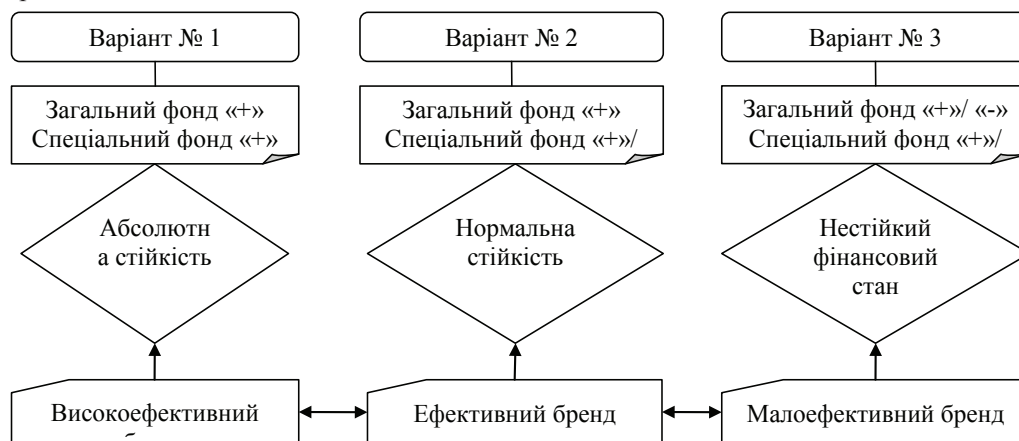 Варіант № 1
Загальний фонд «+»
Спеціальний фонд «+»
Абсолютн
а стійкість
Високоефективний
Варіант № 2
Загальний фонд «+»
Спеціальний фонд «+»/
Нормальна
стійкість
Ефективний бренд
Варіант № 3
Загальний фонд «+»/ «-»
Спеціальний фонд «+»/
Нестійкий
фінансовий
стан
Малоефективний бренд